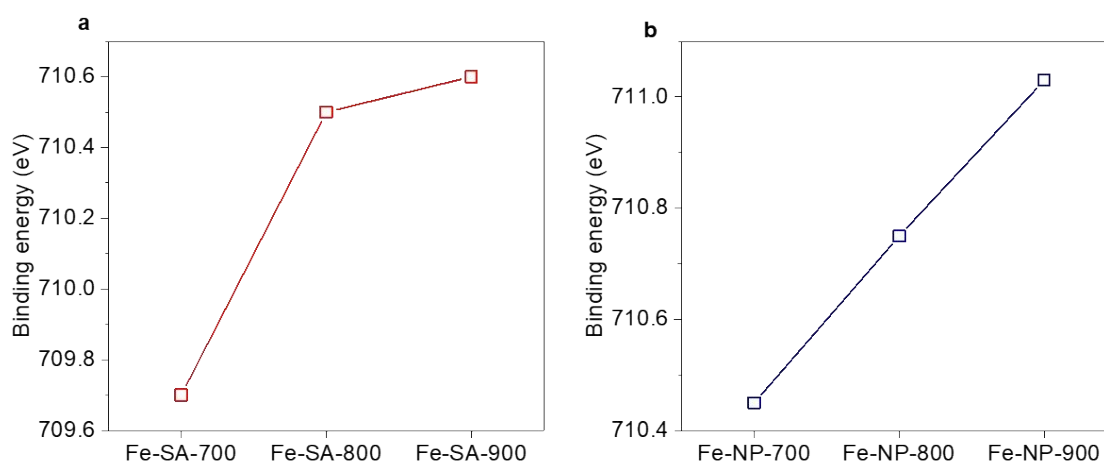 a
Binding energy (eV)
710.6
710.4
710.2
710.0
709.8
709.6
Fe-SA-700 Fe-SA-800 Fe-SA-900
b
Binding energy (eV)
711.0
710.8
710.6
710.4
Fe-NP-700 Fe-NP-800 Fe-NP-900